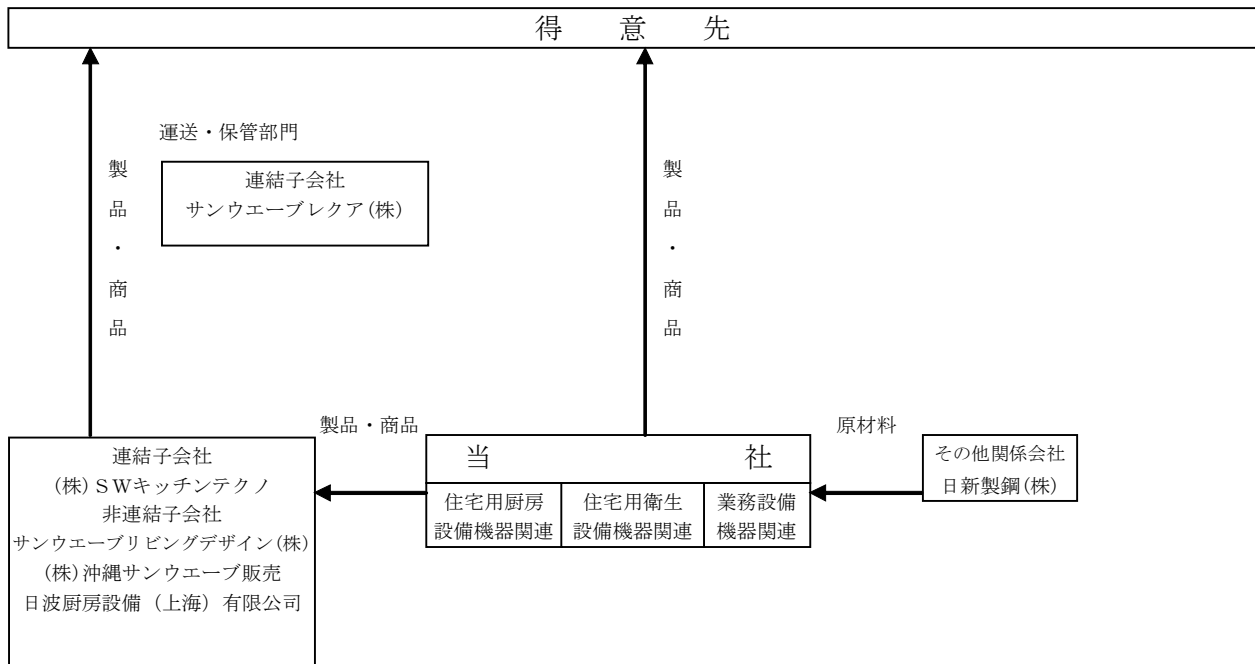 得　意　先
運送・保管部門
連結子会社
サンウエーブレクア(株)
製品・商品
製品・商品
製品・商品
原材料
連結子会社
(株)ＳＷキッチンテクノ
非連結子会社
サンウエーブリビングデザイン(株)
(株)沖縄サンウエーブ販売
日波厨房設備（上海）有限公司
当　社
住宅用厨房
設備機器関連
住宅用衛生
設備機器関連
業務設備
機器関連
その他関係会社
日新製鋼(株)